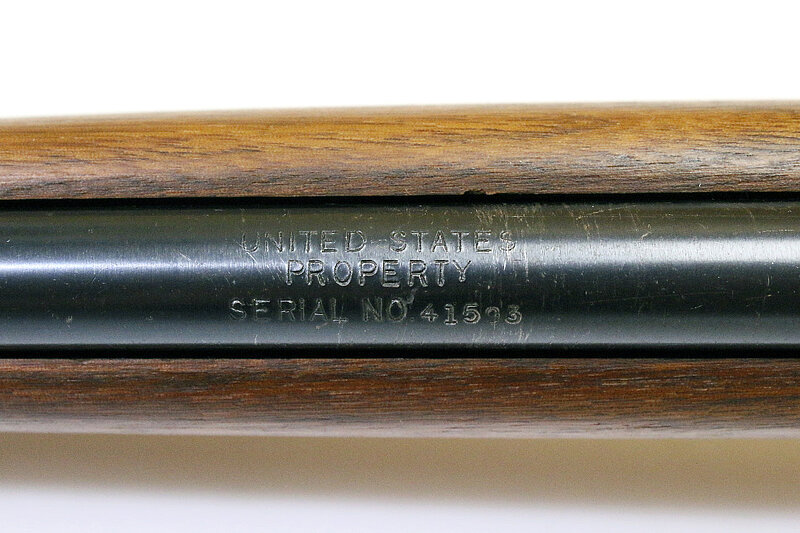 UNITED STATES
PROPERTY
SERIAL NO.